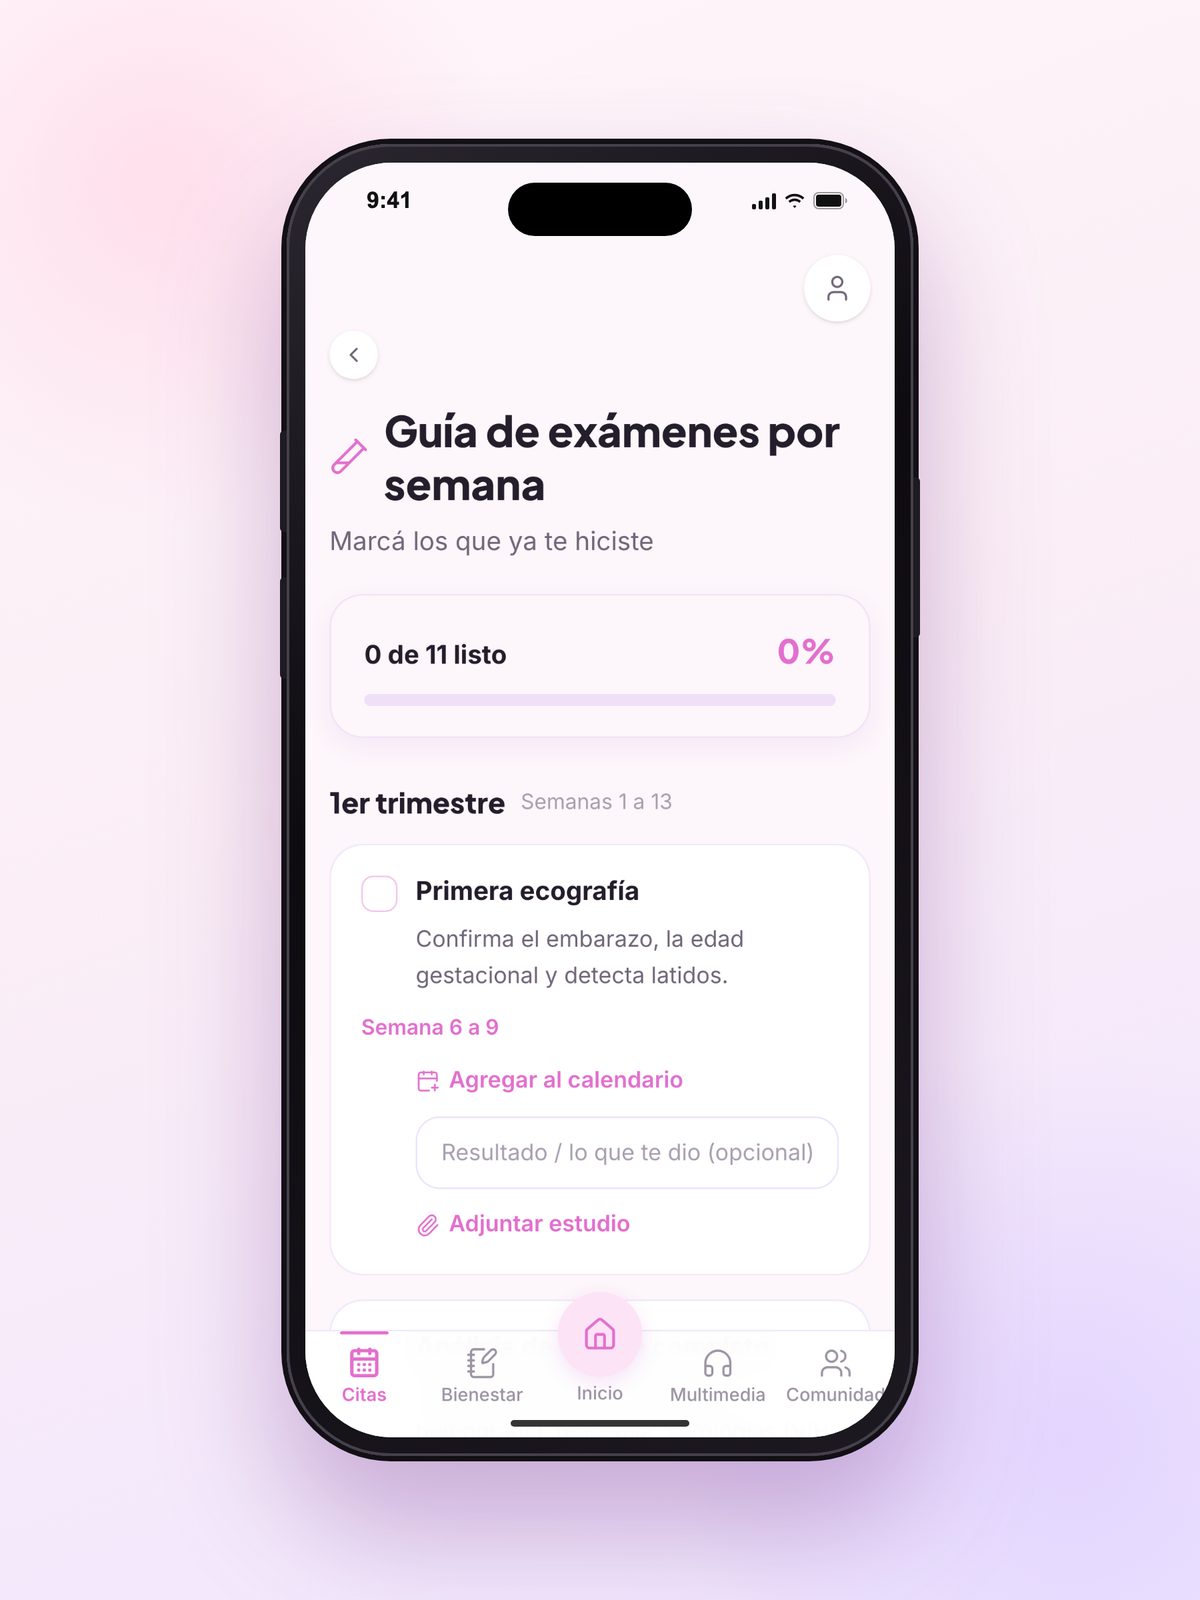 9:41
Guía de exámenes por
semana
Marcá los que ya te hiciste
0 de 11 listo
0%
1er trimestre Semanas 1 a 13
Primera ecografía
Confirma el embarazo, la edad
gestacional y detecta latidos.
Semana 6 a 9
Agregar al calendario
Resultado / lo que te dio (opcional)
Adjuntar estudio
Citas
Bienestar
Inicio
Multimedia
Comunidad